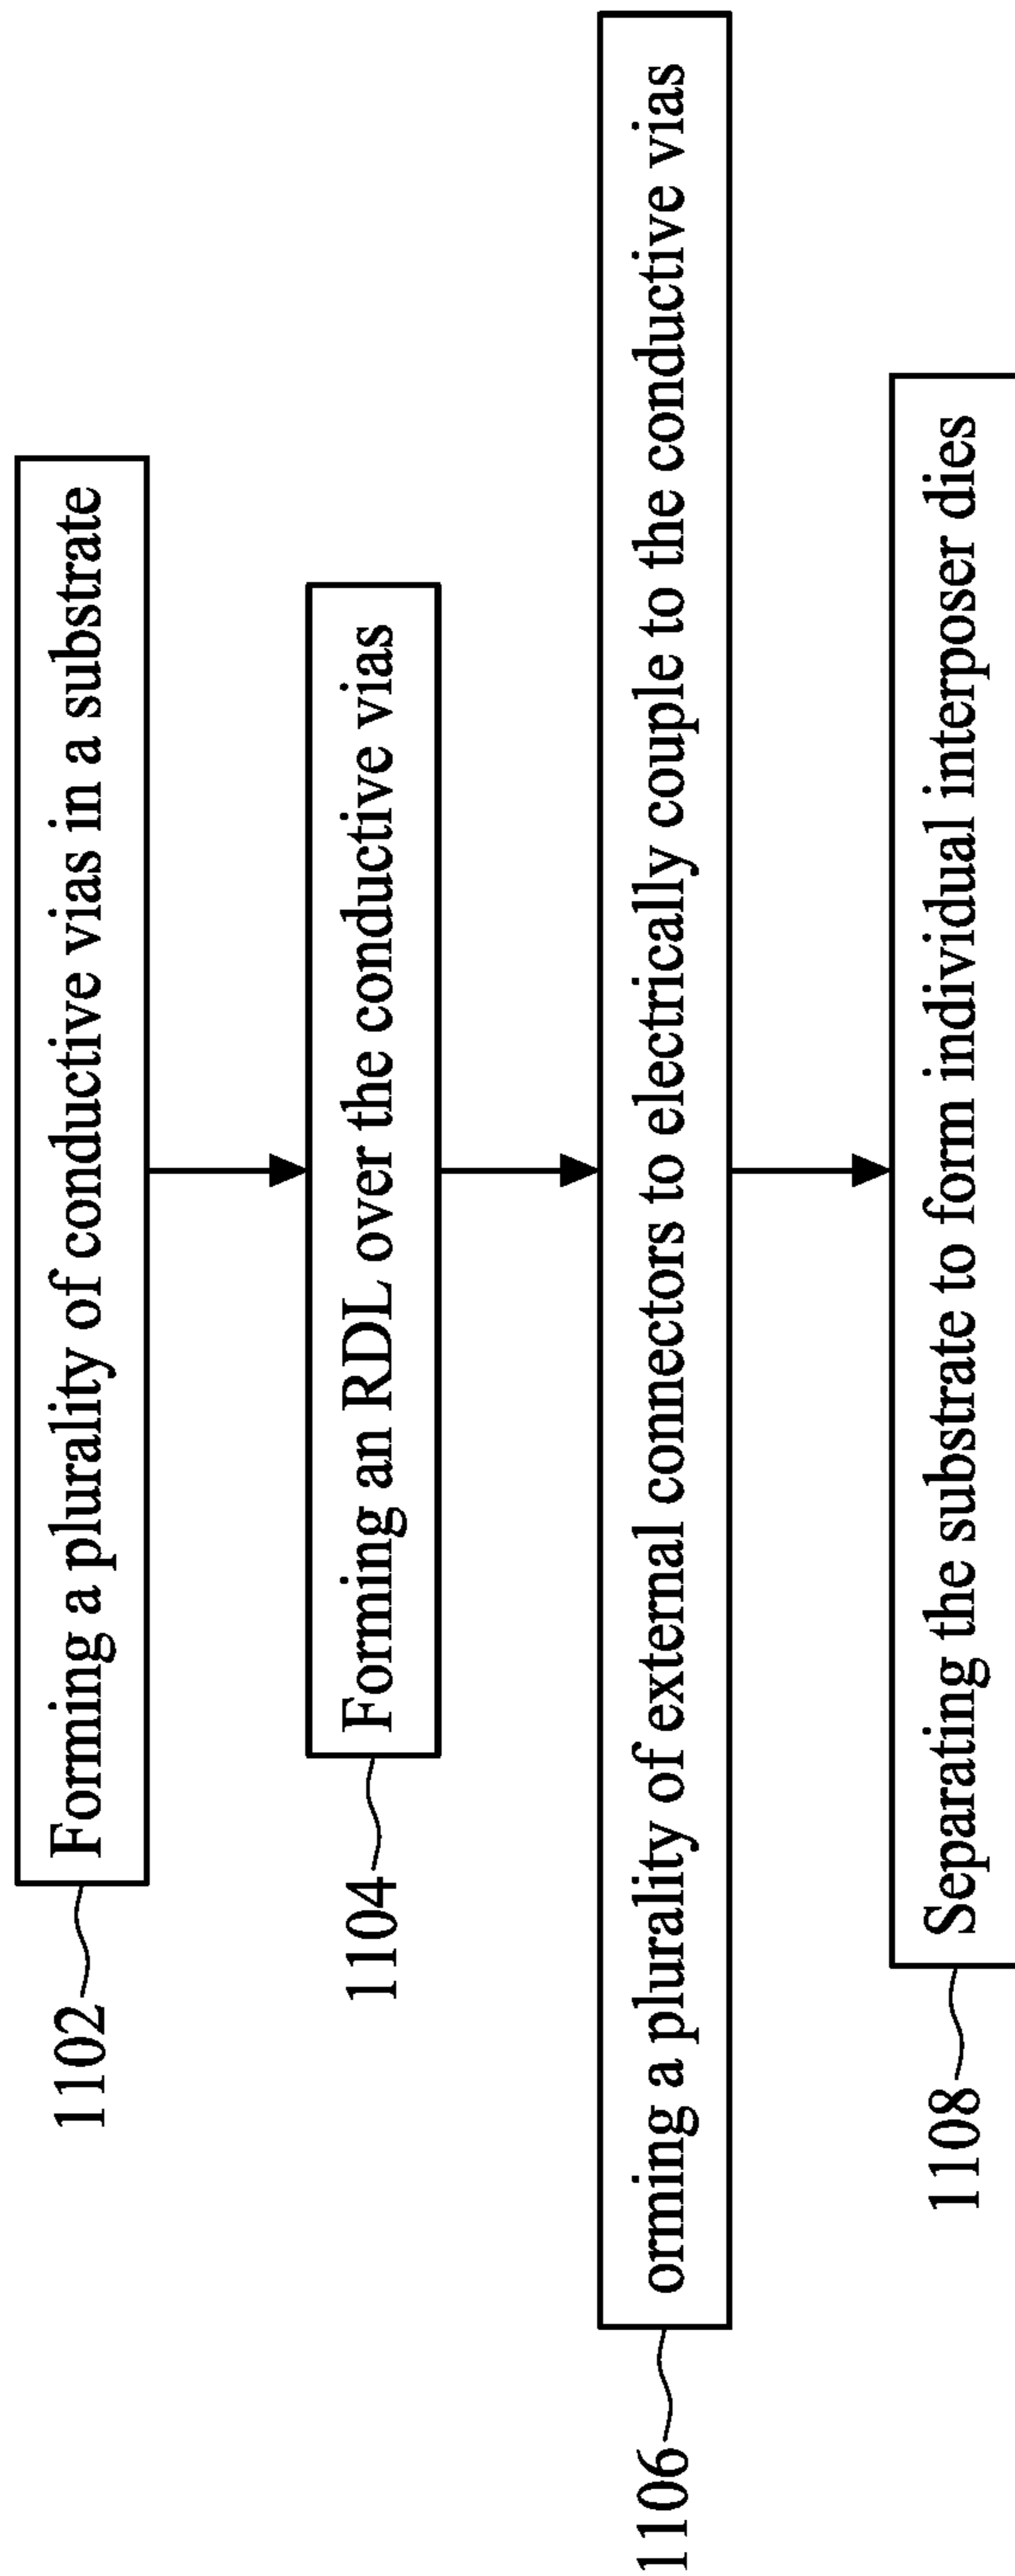 1102
Forming a plurality of conductive vias in a substrate
1104
Forming an RDL over the conductive vias
1106
orming a plurality of external connectors to electrically couple to the conductive vias
1108
Separating the substrate to form individual interposer dies